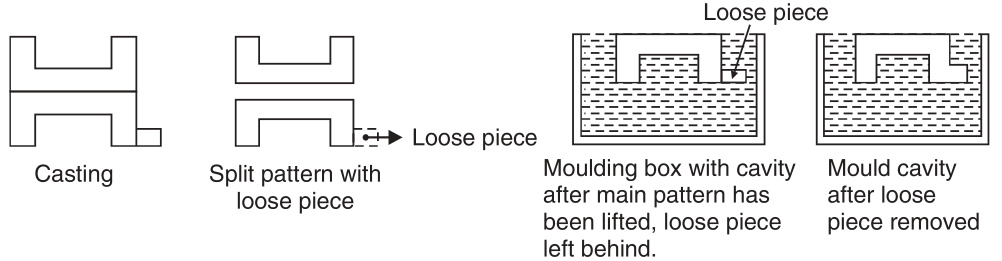 Loose piece
Loose piece
Casting
Split pattern with
loose piece
Moulding box with cavity
after main pattern has
been lifted, loose piece
left behind.
Mould cavity
after loose
piece removed